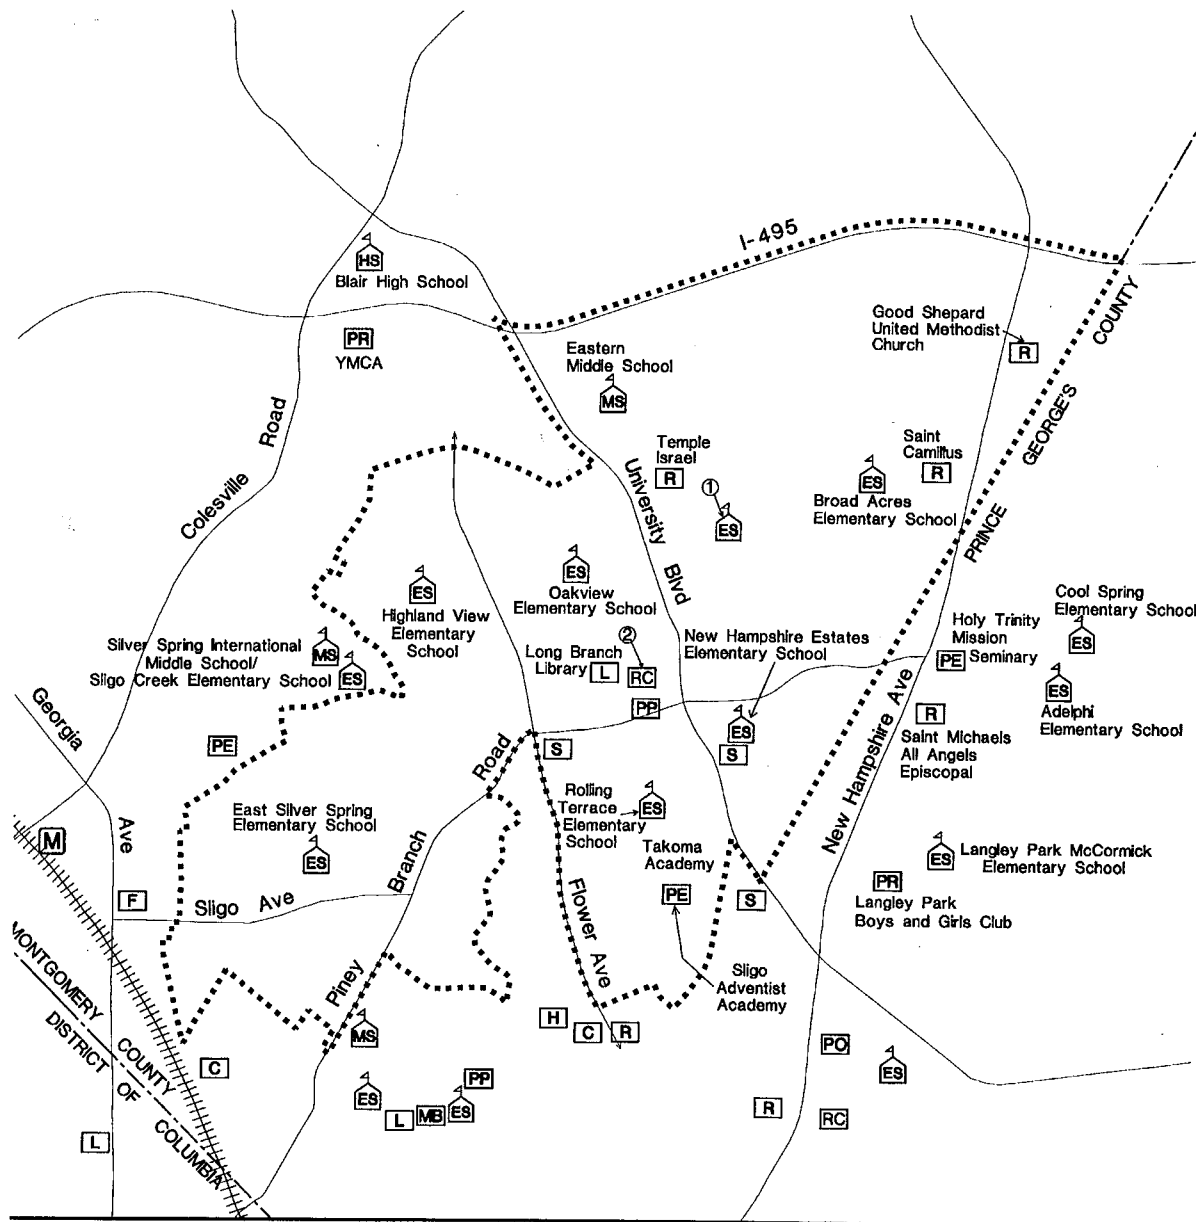 I-495
HS
Blair High School
PR
YMCA
Good Shepard
United Methodist
Church
R
COUNTY
GEORGE'S
PRINCE
Eastern
Middle School
MS
Colesville
Road
Temple
Israel
R
University
Blvd
1
ES
Saint
Camillus
R
ES
Broad Acres
Elementary School
ES
Highland View
Elementary
School
ES
Oakview
Elementary School
2
Long Branch
Library
L
RC
PP
New Hampshire Estates
Elementary School
ES
S
Cool Spring
Elementary School
ES
Holy Trinity
Mission
Seminary
PE
ES
Adelphi
Elementary School
R
Saint Michaels
All Angels
Episcopal
New Hampshire Ave
Silver Spring International
Middle School/
Sligo Creek Elementary School
MS
ES
Georgia
Ave
PE
S
Road
Branch
Piney
East Silver Spring
Elementary School
ES
Rolling
Terrace
Elementary
School
ES
Takoma
Academy
PE
Sligo
Adventist
Academy
S
ES
Langley Park McCormick
Elementary School
PR
Langley Park
Boys and Girls Club
M
F
Sligo Ave
Flower Ave
MONTGOMERY COUNTY
DISTRICT OF COLUMBIA
C
L
MS
ES
L
MB
ES
PP
H
C
R
PO
ES
R
RC